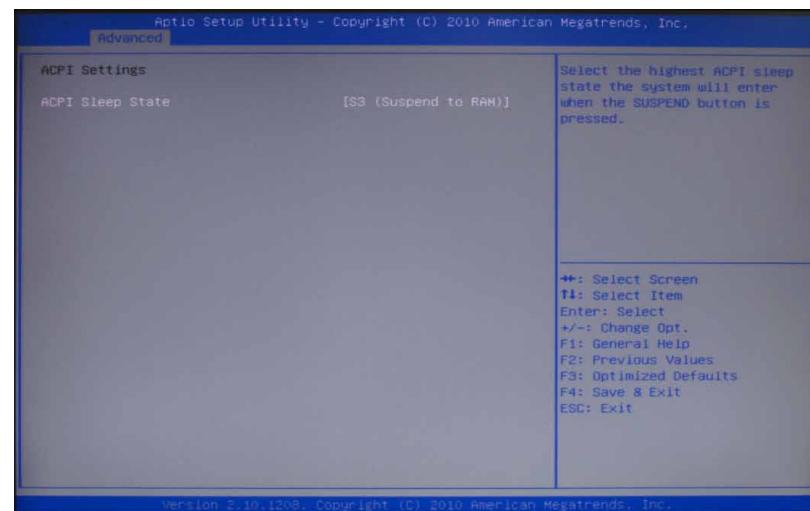 Aptio Setup Utility – Copyright (C) 2010 American Megatrends, Inc.
Advanced
ACPI Settings
ACPI Sleep State [S3 (Suspend to RAM)]
Select the highest ACPI sleep
state the system will enter
when the SUSPEND button is
pressed.
→←: Select Screen
↑↓: Select Item
Enter: Select
+/-: Change Opt.
F1: General Help
F2: Previous Values
F3: Optimized Defaults
F4: Save & Exit
ESC: Exit
Version 2.10.1208. Copyright (C) 2010 American Megatrends, Inc.